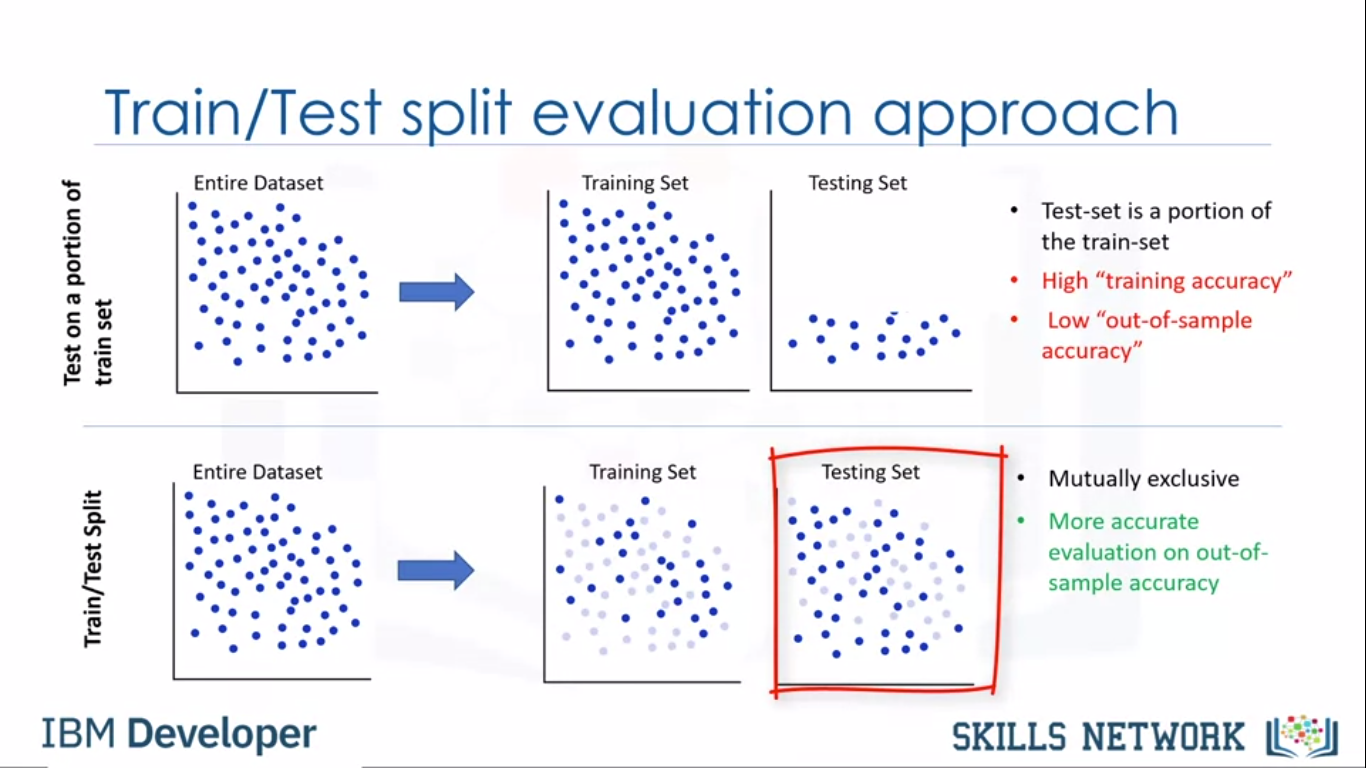 Train/Test split evaluation approach
Test on a portion of
train set
Entire Dataset
Training Set
Testing Set
• Test-set is a portion of
the train-set
• High “training accuracy”
• Low “out-of-sample
accuracy”
Train/Test Split
Entire Dataset
Training Set
Testing Set
• Mutually exclusive
• More accurate
evaluation on out-of-
sample accuracy
IBM Developer
SKILLS NETWORK